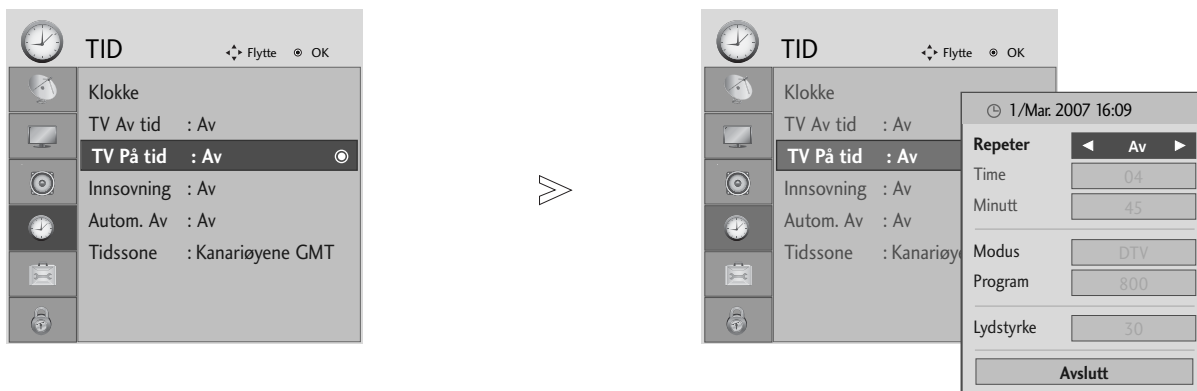 TID
Flytte OK
Klokke
TV Av tid : Av
TV På tid : Av
Innsovning : Av
Autom. Av : Av
Tidssone : Kanariøyene GMT
TID
Flytte OK
Klokke
TV Av tid : Av
TV På tid : Av
Innsovning : Av
Autom. Av : Av
Tidssone : Kanariøye
1/Mar. 2007 16:09
Repeter ◄ Av ►
Time 04
Minutt 45
Modus DTV
Program 800
Lydstyrke 30
Avslutt